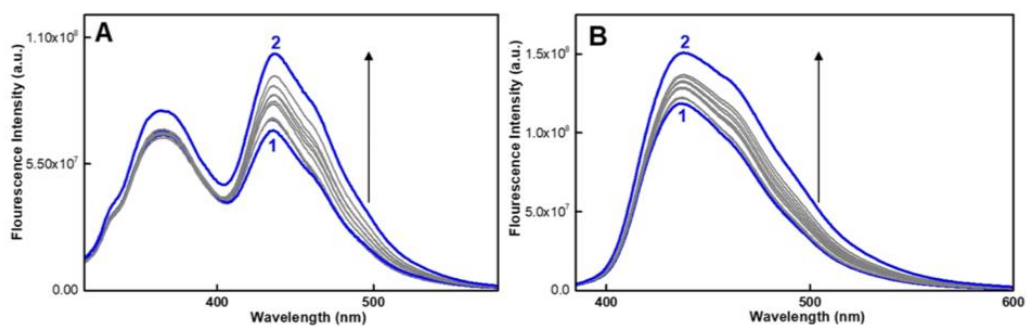 A
2
1
1.10x10⁸
5.50x10⁷
0.00
400
500
Wavelength (nm)
Flourescence Intensity (a.u.)
B
2
1
1.5x10⁸
1.0x10⁸
5.0x10⁷
0.0
400
500
600
Wavelength (nm)
Flourescence Intensity (a.u.)